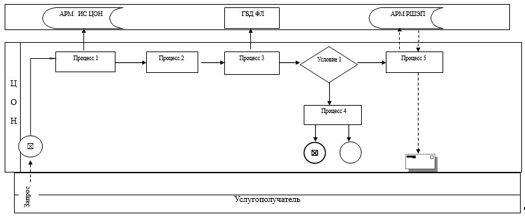 АРМ ИС ЦОН
ГБД ФЛ
АРМ РШЭП
Ц
О
Н
Процесс 1
Процесс 2
Процесс 3
Условие 1
Процесс 5
Процесс 4
Запрос
Услугополучатель